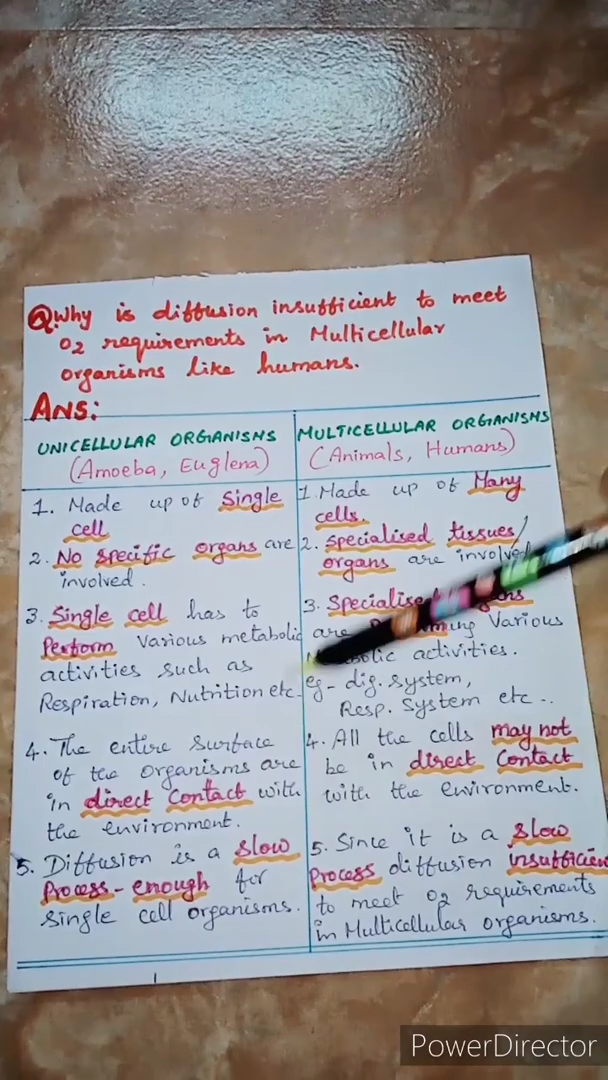 Q. Why is diffusion insufficient to meet
O2 requirements in Multicellular
organisms like humans.
Ans:
UNICELLULAR ORGANISMS
(Amoeba, Euglena)
1. Made up of Single
cell
2. No specific organs are
involved.
3. Single cell has to
Perform various metabolic
activities such as
Respiration, Nutrition etc.
4. The entire surface
of the organisms are
in direct contact with
the environment.
5. Diffusion is a slow
Process - enough for
single cell organisms.
MULTICELLULAR ORGANISMS
(Animals, Humans)
1. Made up of Many
cells.
2. Specialised tissues/
organs are involved
3. Specialised
are Various
activities.
eg - dig. system,
Resp. System etc..
4. All the cells may not
be in direct Contact
with the environment.
5. Since it is a slow
Process diffusion insufficien
to meet O2 requirements
in Multicellular organisms.
PowerDirector